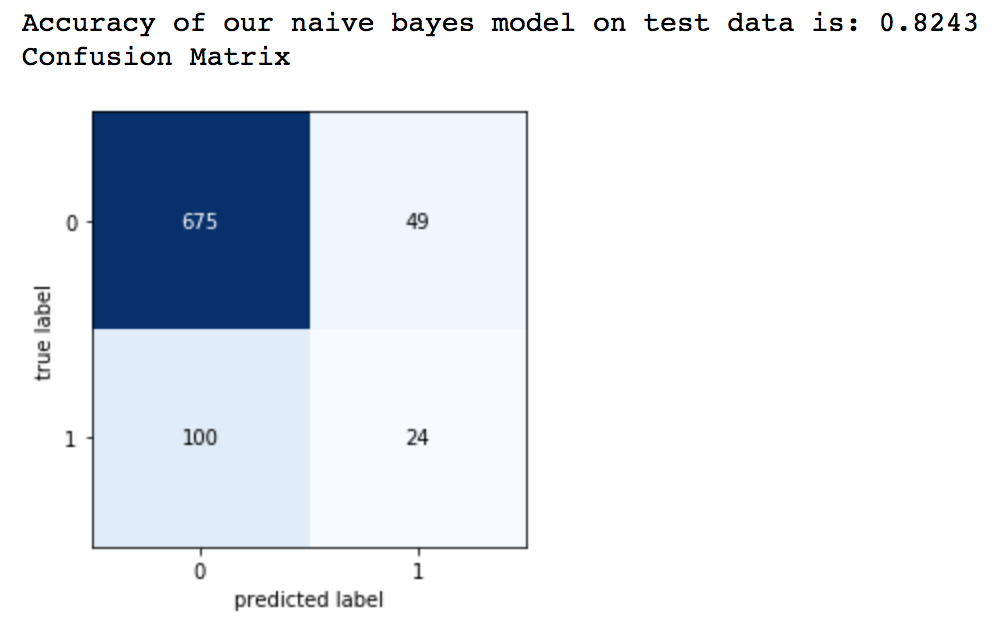 Accuracy of our naive bayes model on test data is: 0.8243
Confusion Matrix
0
675
49
true label
1
100
24
0
1
predicted label